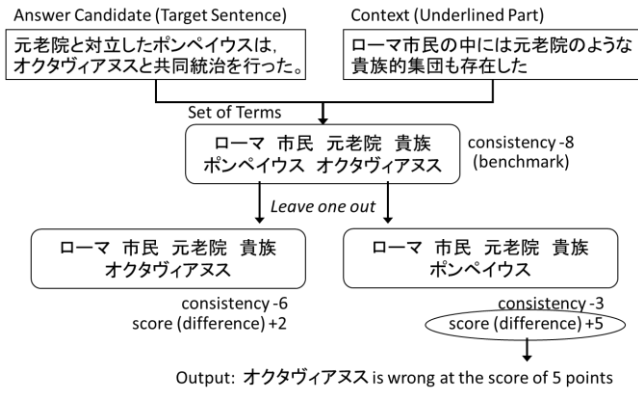 Answer Candidate (Target Sentence)
Context (Underlined Part)
元老院と対立したポンペイウスは,
オクタヴィアヌスと共同統治を行った。
ローマ市民の中には元老院のような
貴族的集団も存在した
Set of Terms
ローマ 市民 元老院 貴族
ポンペイウス オクタヴィアヌス
consistency -8
(benchmark)
Leave one out
ローマ 市民 元老院 貴族
オクタヴィアヌス
ローマ 市民 元老院 貴族
ポンペイウス
consistency -6
score (difference) +2
consistency -3
score (difference) +5
Output: オクタヴィアヌス is wrong at the score of 5 points